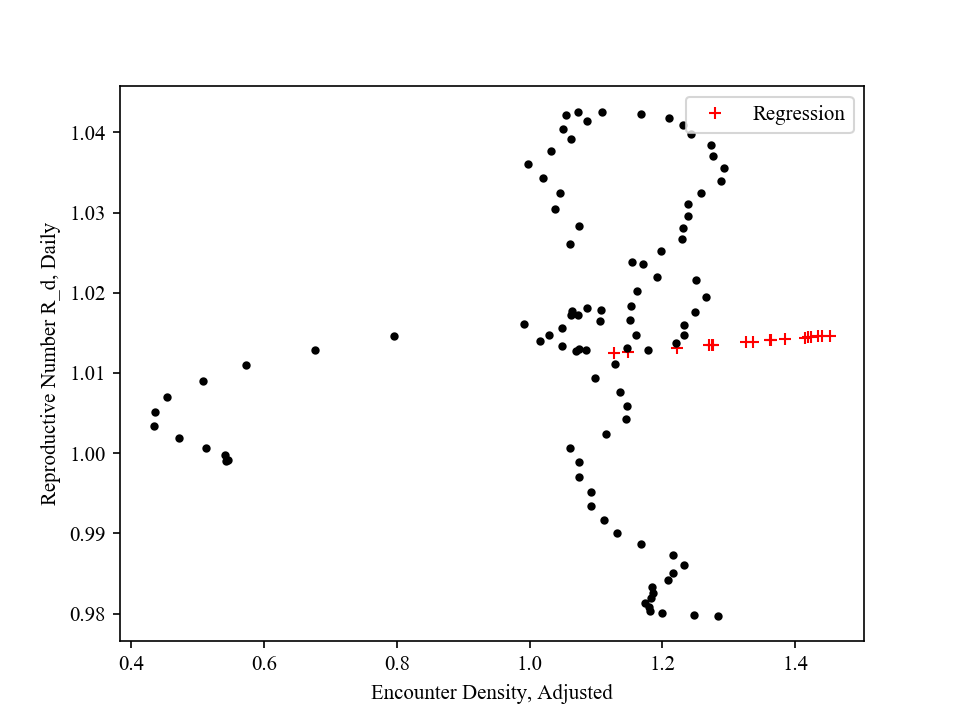 Regression
1.04
1.03
1.02
1.01
1.00
0.99
0.98
Reproductive Number R_d, Daily
0.4 0.6 0.8 1.0 1.2 1.4
Encounter Density, Adjusted